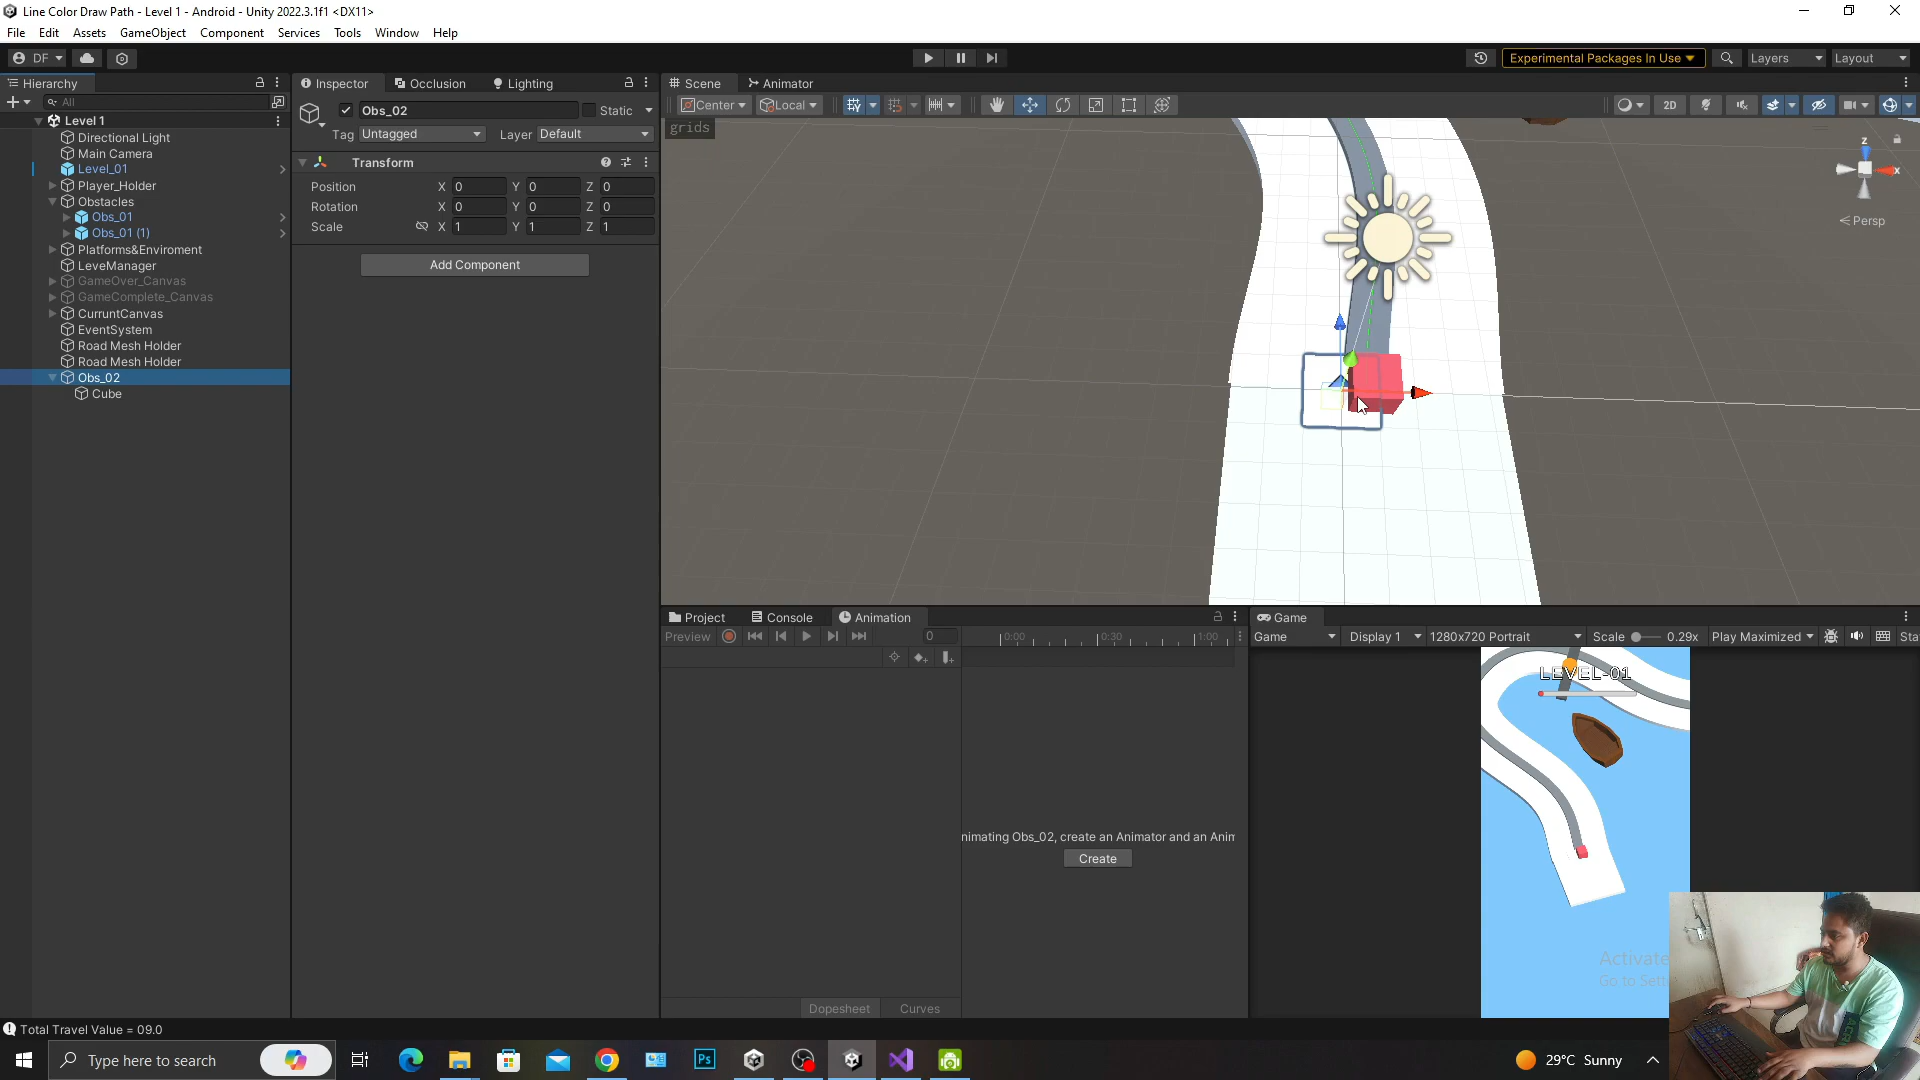 Line Color Draw Path - Level 1 - Android - Unity 2022.3.1f1 <DX11>
File Edit Assets GameObject Component Services Tools Window Help
DF Experimental Packages In Use Layers Layout
Hierarchy
All
Level 1
Directional Light
Main Camera
Level_01
Player_Holder
Obstacles
Obs_01
Obs_01 (1)
Platforms&Enviroment
LeveManager
GameOver_Canvas
GameComplete_Canvas
CurruntCanvas
EventSystem
Road Mesh Holder
Road Mesh Holder
Obs_02
Cube
Inspector Occlusion Lighting
Obs_02 Static
Tag Untagged Layer Default
Transform
Position X 0 Y 0 Z 0
Rotation X 0 Y 0 Z 0
Scale X 1 Y 1 Z 1
Add Component
Scene Animator
Center Local 2D
grids
z
x
Persp
Project Console Animation
Preview 0 0:00 0:30 1:00
nimating Obs_02, create an Animator and an Anim
Create
Dopesheet Curves
Game
Game Display 1 1280x720 Portrait Scale 0.29x Play Maximized Sta
LEVEL-01
Activate
Go to Sett
Total Travel Value = 09.0
Type here to search
Ps
29°C Sunny